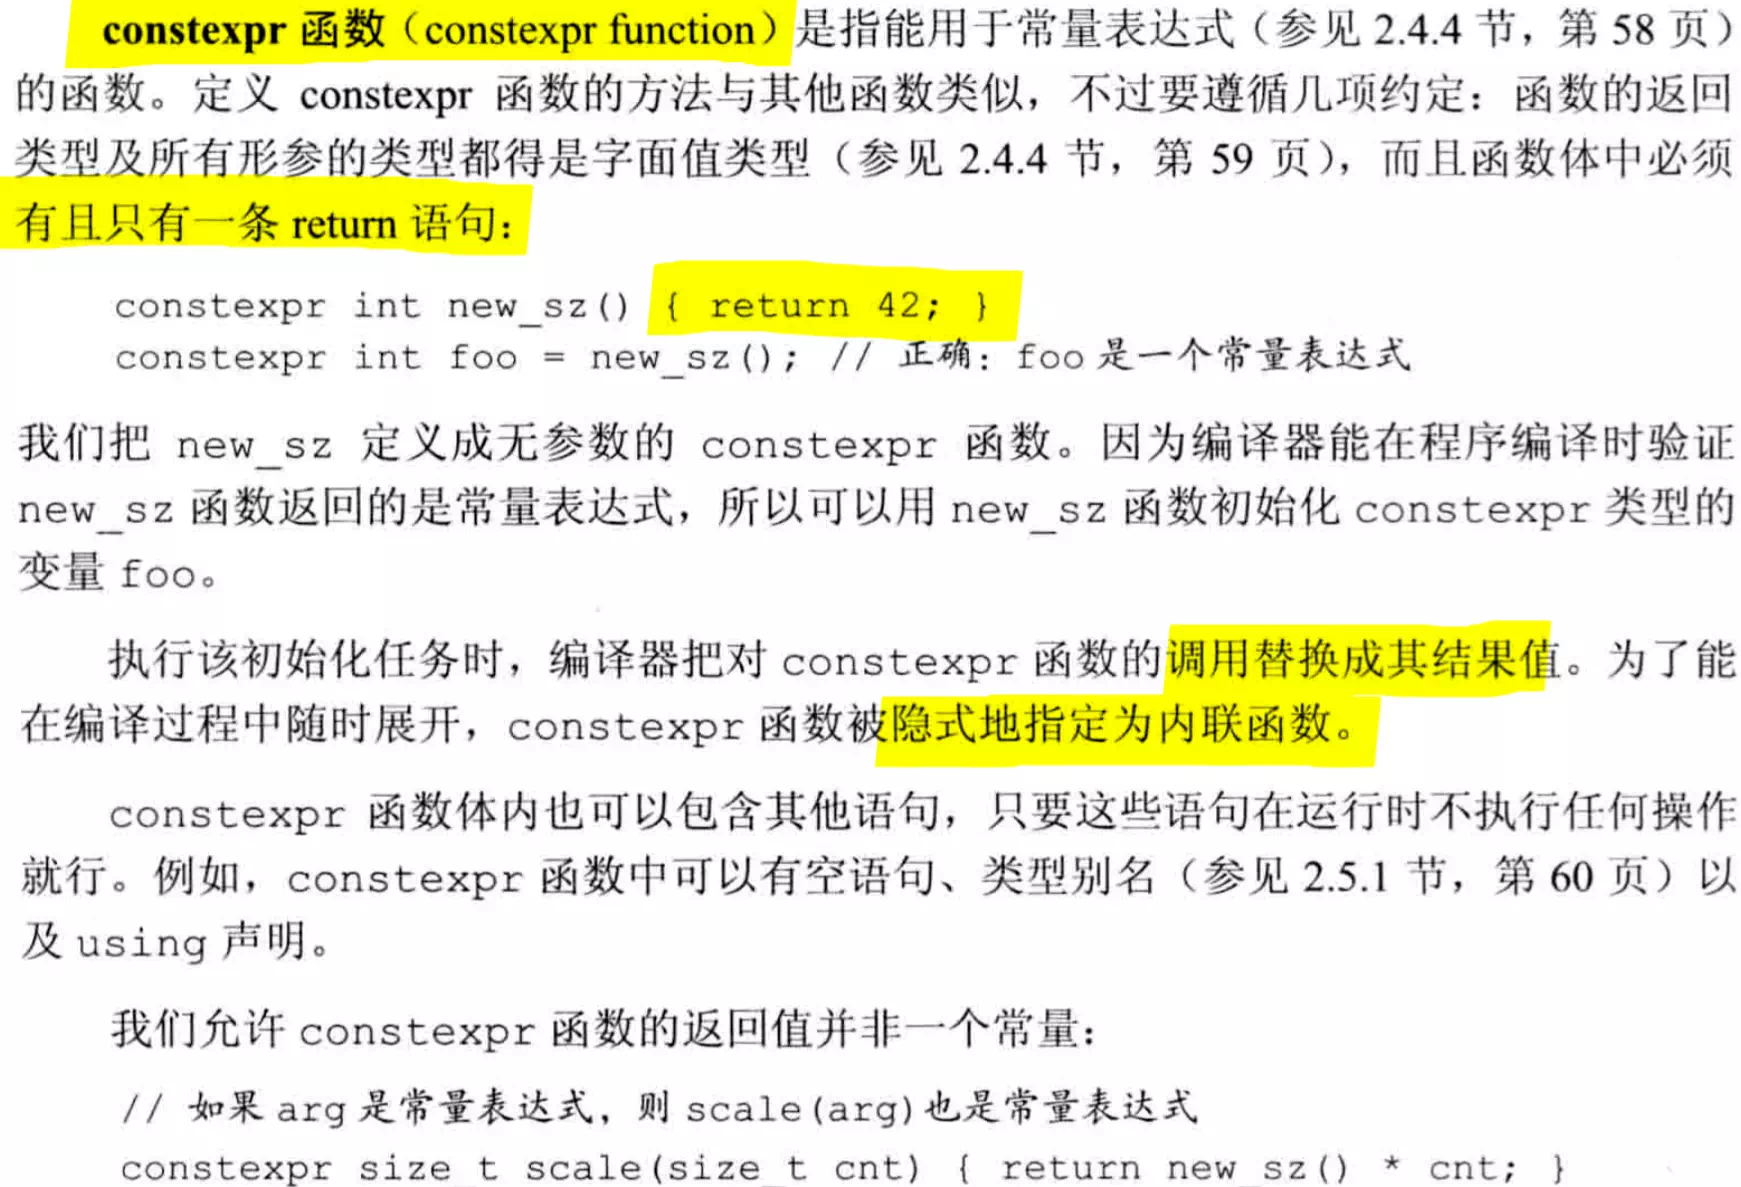 constexpr 函数（constexpr function）是指能用于常量表达式（参见 2.4.4 节，第 58 页）
的函数。定义 constexpr 函数的方法与其他函数类似，不过要遵循几项约定：函数的返回
类型及所有形参的类型都得是字面值类型（参见 2.4.4 节，第 59 页），而且函数体中必须
有且只有一条 return 语句：
constexpr int new_sz() { return 42; }
constexpr int foo = new_sz(); // 正确：foo 是一个常量表达式
我们把 new_sz 定义成无参数的 constexpr 函数。因为编译器能在程序编译时验证
new_sz 函数返回的是常量表达式，所以可以用 new_sz 函数初始化 constexpr 类型的
变量 foo。
执行该初始化任务时，编译器把对 constexpr 函数的调用替换成其结果值。为了能
在编译过程中随时展开，constexpr 函数被隐式地指定为内联函数。
constexpr 函数体内也可以包含其他语句，只要这些语句在运行时不执行任何操作
就行。例如，constexpr 函数中可以有空语句、类型别名（参见 2.5.1 节，第 60 页）以
及 using 声明。
我们允许 constexpr 函数的返回值并非一个常量：
// 如果 arg 是常量表达式，则 scale(arg)也是常量表达式
constexpr size_t scale(size_t cnt) { return new_sz() * cnt; }